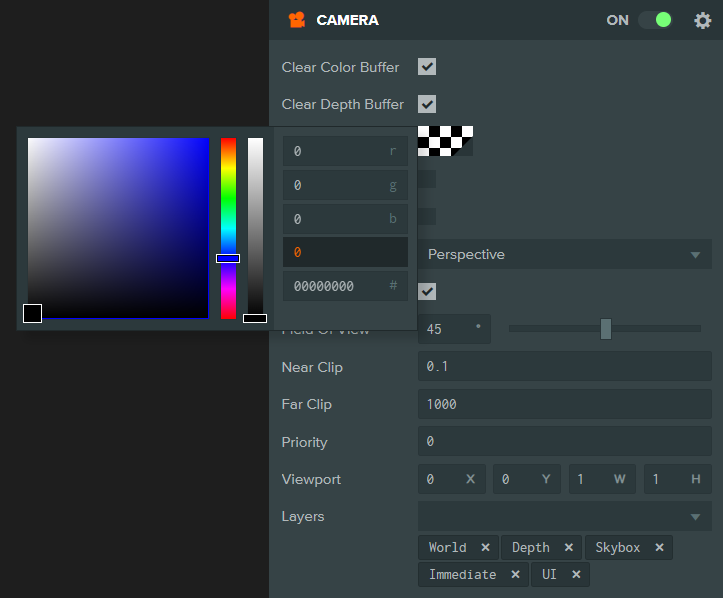 CAMERA ON
Clear Color Buffer
Clear Depth Buffer
0 r
0 g
0 b
0
00000000 #
Perspective
Field Of View 45 °
Near Clip 0.1
Far Clip 1000
Priority 0
Viewport 0 X 0 Y 1 W 1 H
Layers
World × Depth × Skybox ×
Immediate × UI ×